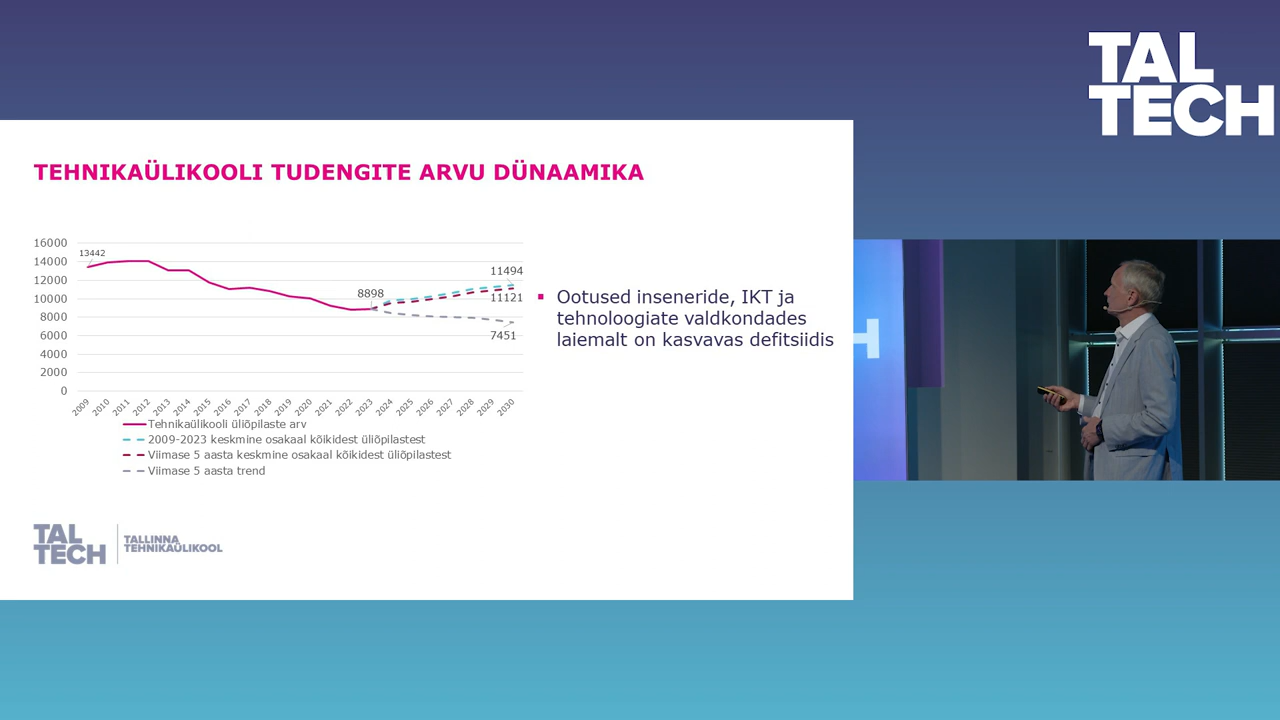 TAL
TECH
TEHNIKAÜLIKOOLI TUDENGITE ARVU DÜNAAMIKA
16000
14000
12000
10000
8000
6000
4000
2000
0
13442
8898
11494
11121
7451
2009 2010 2011 2012 2013 2014 2015 2016 2017 2018 2019 2020 2021 2022 2023 2024 2025 2026 2027 2028 2029 2030
Tehnikaülikooli üliõpilaste arv
2009-2023 keskmine osakaal kõikidest üliõpilastest
Viimase 5 aasta keskmine osakaal kõikidest üliõpilastest
Viimase 5 aasta trend
▪ Ootused inseneride, IKT ja
tehnoloogiate valdkondades
laiemalt on kasvavas defitsiidis
H
TAL
TECH
TALLINNA
TEHNIKAÜLIKOOL